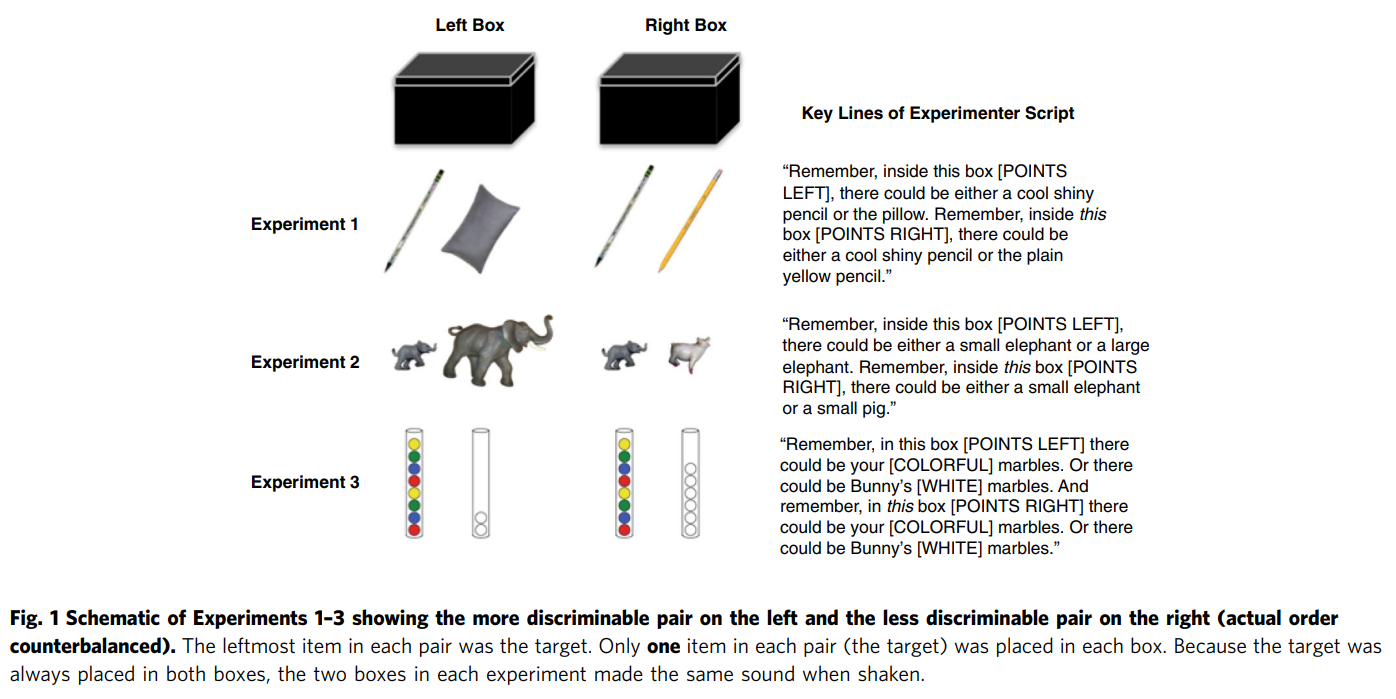 Left Box
Right Box
Key Lines of Experimenter Script
Experiment 1
“Remember, inside this box [POINTS
LEFT], there could be either a cool shiny
pencil or the pillow. Remember, inside this
box [POINTS RIGHT], there could be
either a cool shiny pencil or the plain
yellow pencil.”
Experiment 2
“Remember, inside this box [POINTS LEFT],
there could be either a small elephant or a large
elephant. Remember, inside this box [POINTS
RIGHT], there could be either a small elephant
or a small pig.”
Experiment 3
“Remember, in this box [POINTS LEFT] there
could be your [COLORFUL] marbles. Or there
could be Bunny’s [WHITE] marbles. And
remember, in this box [POINTS RIGHT] there
could be your [COLORFUL] marbles. Or there
could be Bunny’s [WHITE] marbles.”
Fig. 1 Schematic of Experiments 1–3 showing the more discriminable pair on the left and the less discriminable pair on the right (actual order
counterbalanced). The leftmost item in each pair was the target. Only one item in each pair (the target) was placed in each box. Because the target was
always placed in both boxes, the two boxes in each experiment made the same sound when shaken.